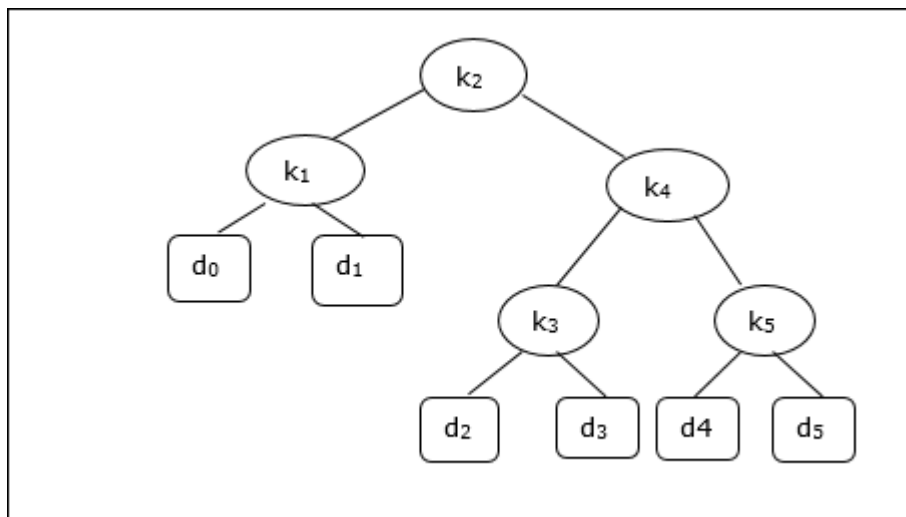 k₂
k₁
k₄
d₀ d₁
k₃ k₅
d₂ d₃ d4 d₅